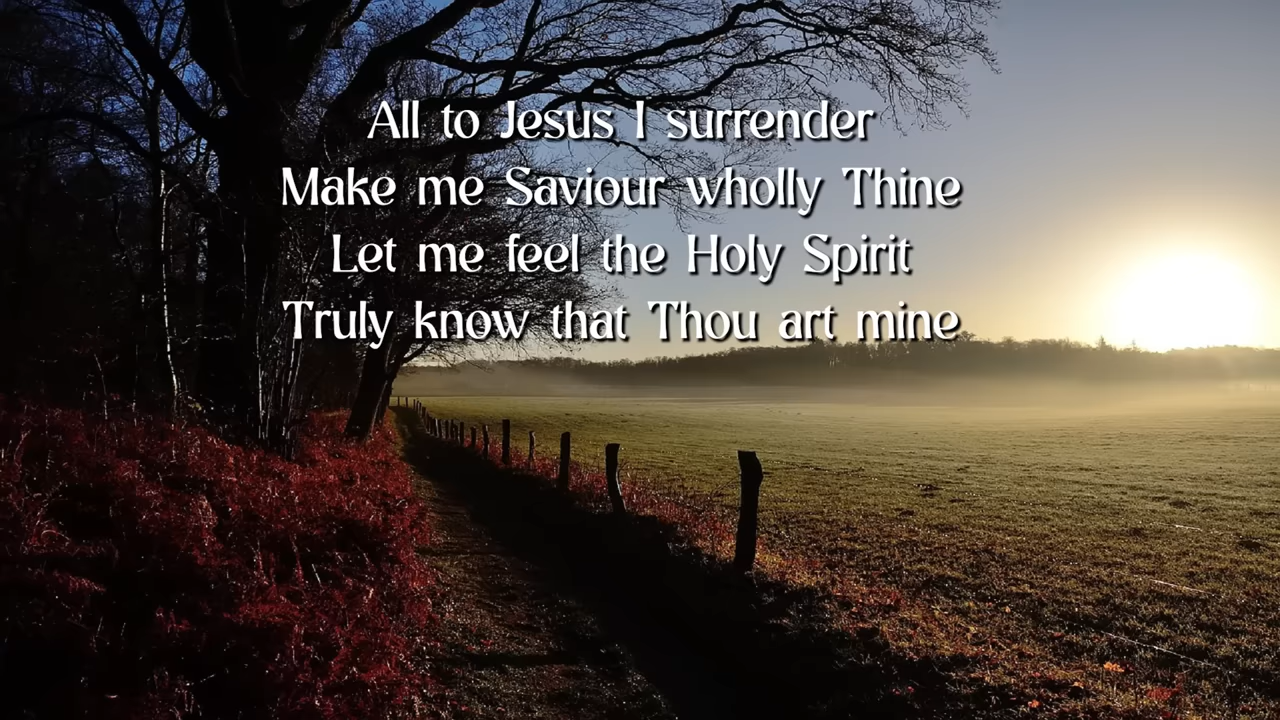 All to Jesus I surrender
Make me Saviour wholly Thine
Let me feel the Holy Spirit
Truly know that Thou art mine